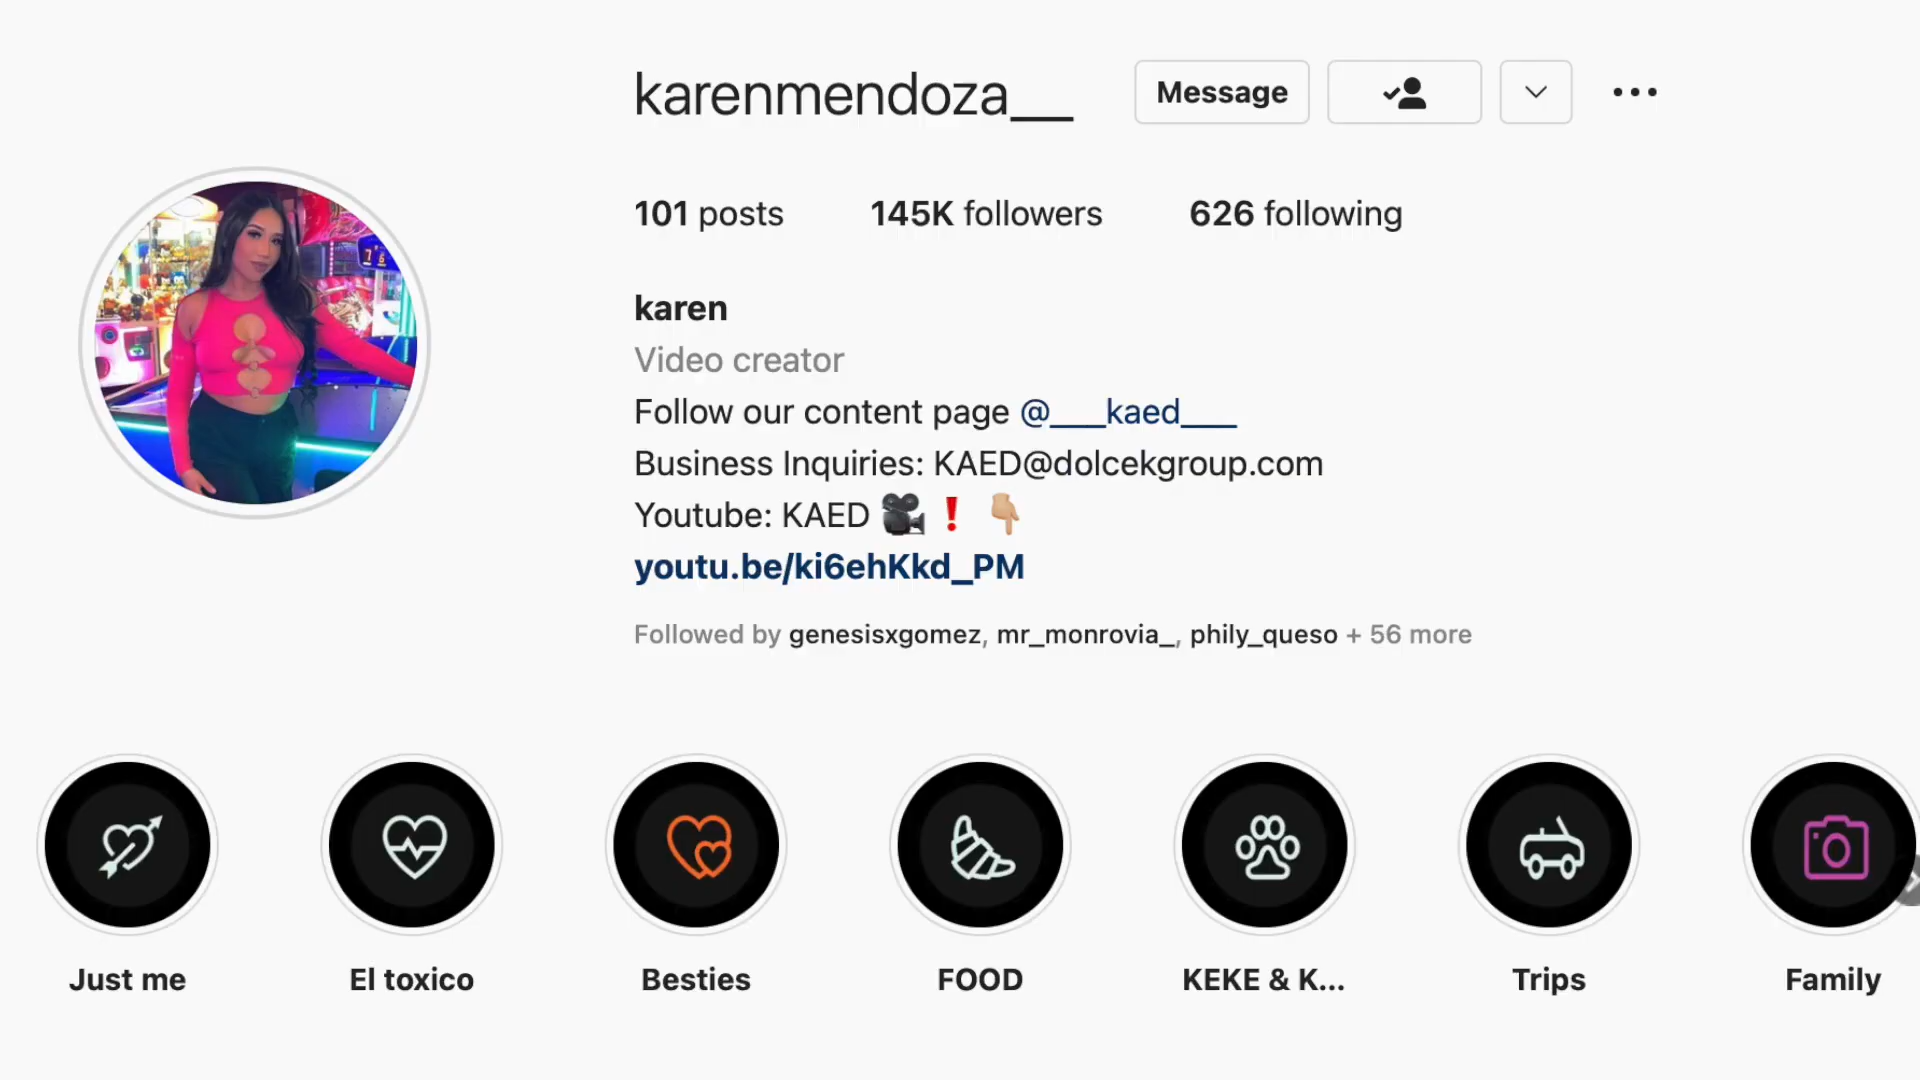 karenmendoza__ Message
101 posts 145K followers 626 following
karen
Video creator
Follow our content page @___kaed___
Business Inquiries: KAED@dolcekgroup.com
Youtube: KAED 🎥❗️👇🏼
youtu.be/ki6ehKkd_PM
Followed by genesisxgomez, mr_monrovia_, phily_queso + 56 more
Just me El toxico Besties FOOD KEKE & K... Trips Family